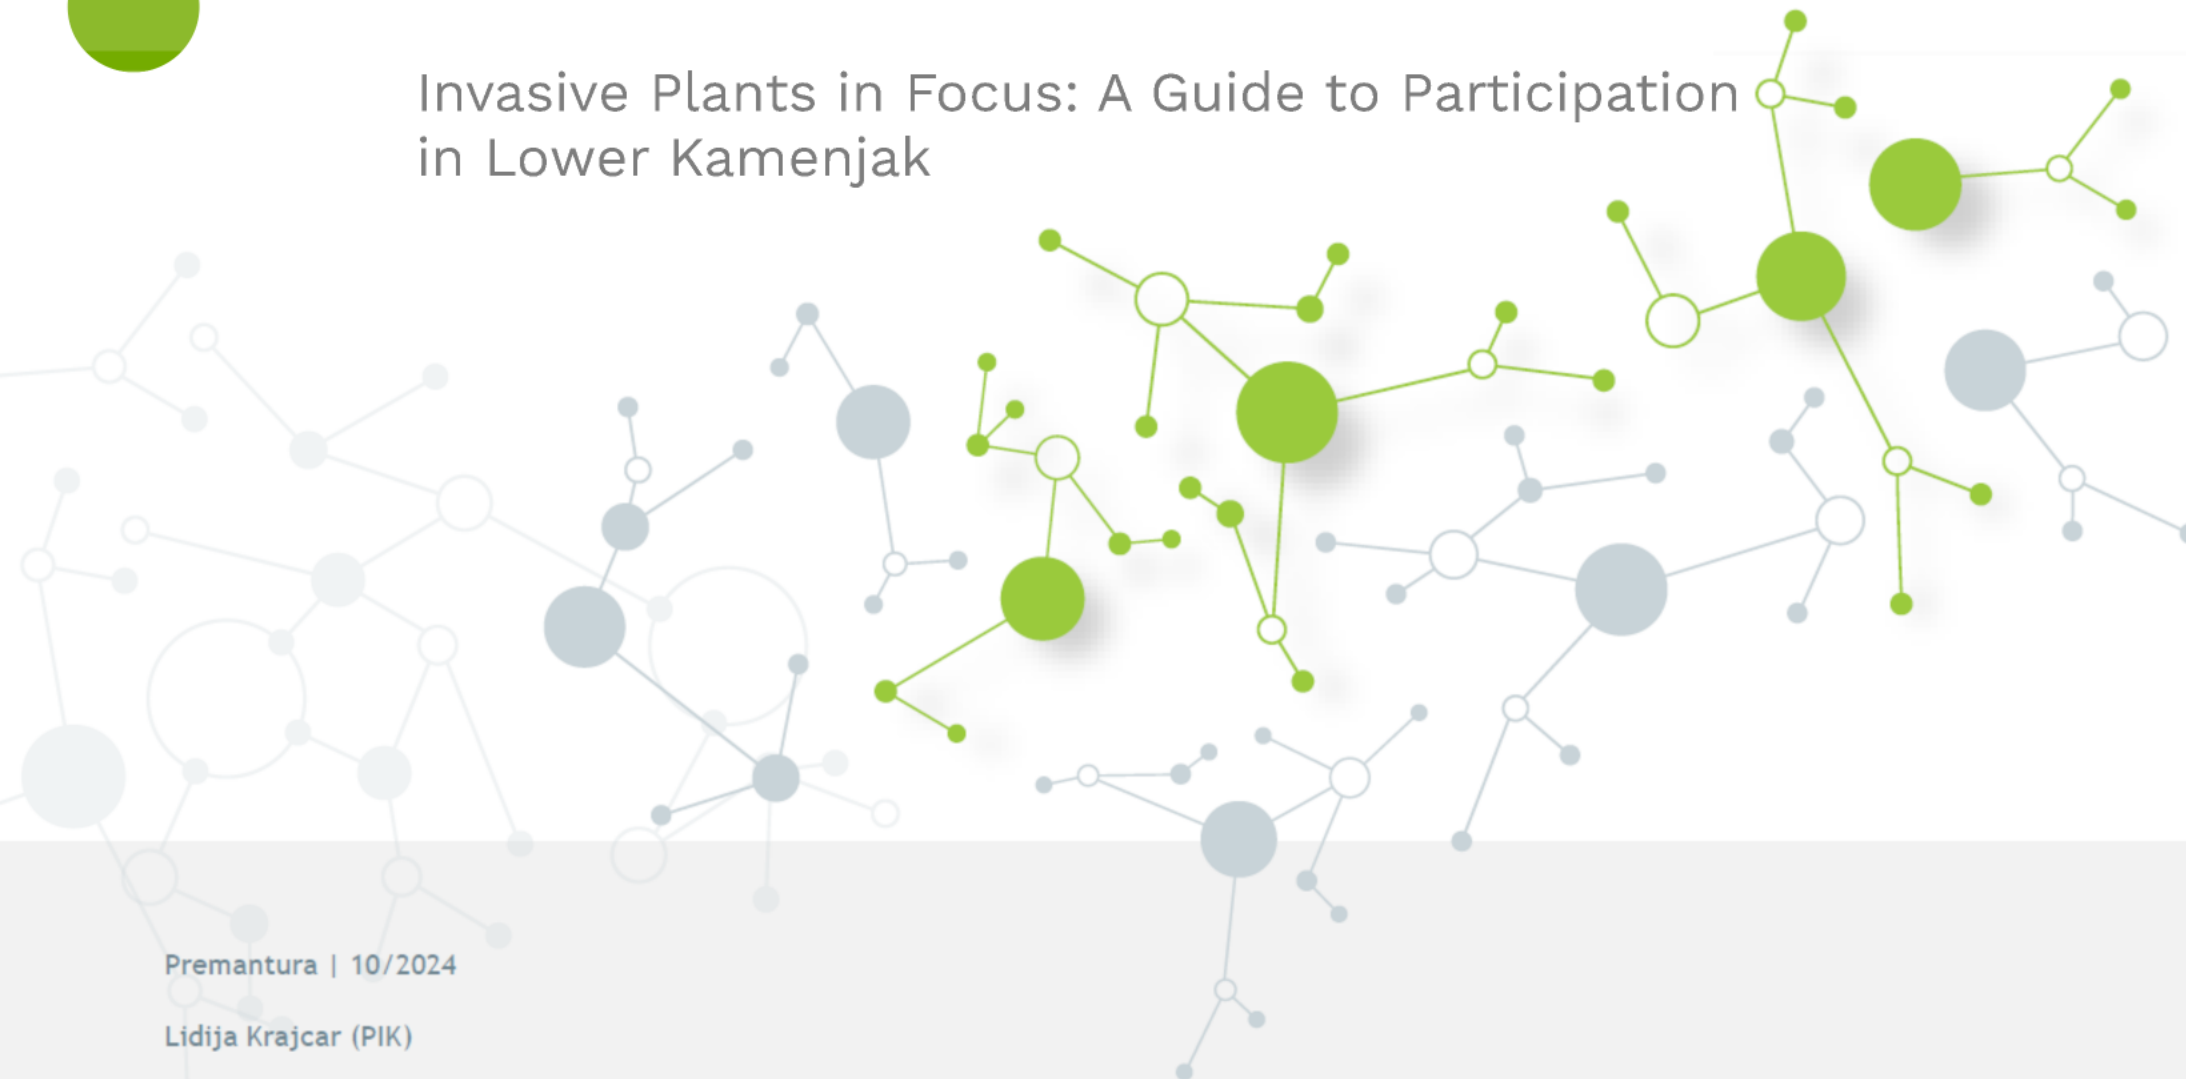 Invasive Plants in Focus: A Guide to Participation
in Lower Kamenjak
Premantura | 10/2024
Lidija Krajcar (PIK)